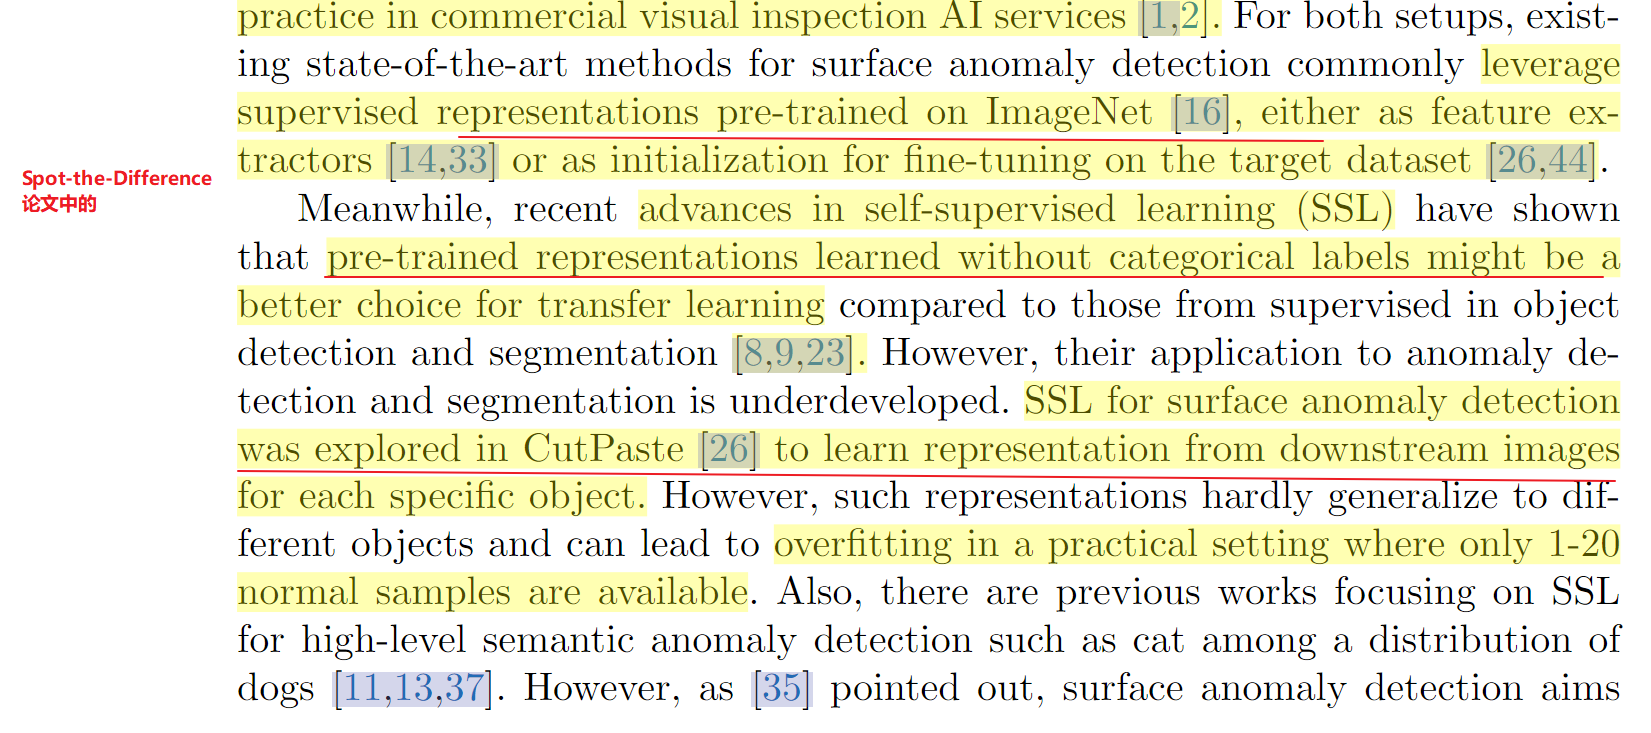 practice in commercial visual inspection AI services [1,2]. For both setups, exist-
ing state-of-the-art methods for surface anomaly detection commonly leverage
supervised representations pre-trained on ImageNet [16], either as feature ex-
tractors [14,33] or as initialization for fine-tuning on the target dataset [26,44].
Spot-the-Difference
论文中的
Meanwhile, recent advances in self-supervised learning (SSL) have shown
that pre-trained representations learned without categorical labels might be a
better choice for transfer learning compared to those from supervised in object
detection and segmentation [8,9,23]. However, their application to anomaly de-
tection and segmentation is underdeveloped. SSL for surface anomaly detection
was explored in CutPaste [26] to learn representation from downstream images
for each specific object. However, such representations hardly generalize to dif-
ferent objects and can lead to overfitting in a practical setting where only 1-20
normal samples are available. Also, there are previous works focusing on SSL
for high-level semantic anomaly detection such as cat among a distribution of
dogs [11,13,37]. However, as [35] pointed out, surface anomaly detection aims